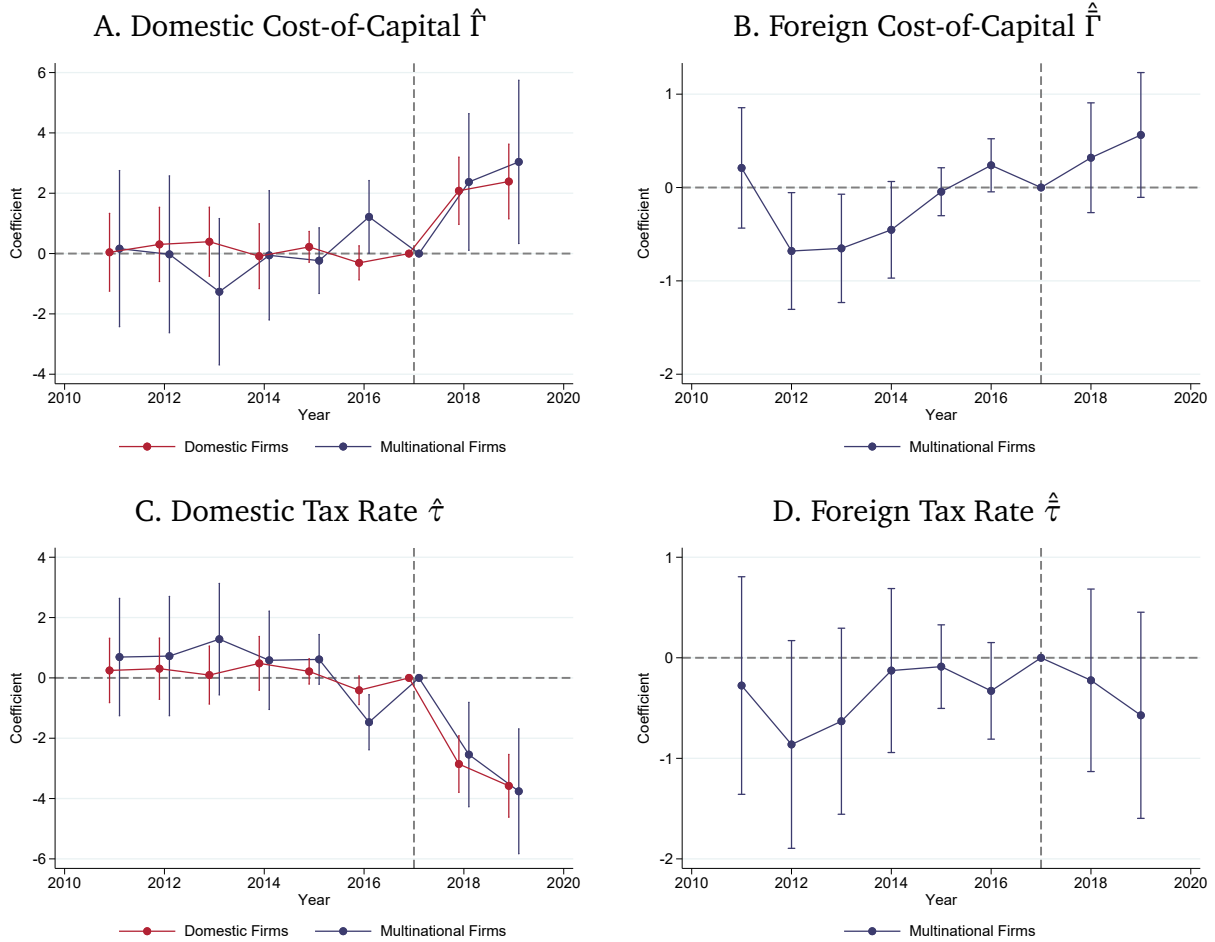 A. Domestic Cost-of-Capital Γ̂
6
4
2
0
-2
-4
Coefficient
2010 2012 2014 2016 2018 2020
Year
Domestic Firms Multinational Firms
B. Foreign Cost-of-Capital Γ̿̂
1
0
-1
-2
Coefficient
2010 2012 2014 2016 2018 2020
Year
Multinational Firms
C. Domestic Tax Rate τ̂
4
2
0
-2
-4
-6
Coefficient
2010 2012 2014 2016 2018 2020
Year
Domestic Firms Multinational Firms
D. Foreign Tax Rate τ̿̂
1
0
-1
-2
Coefficient
2010 2012 2014 2016 2018 2020
Year
Multinational Firms